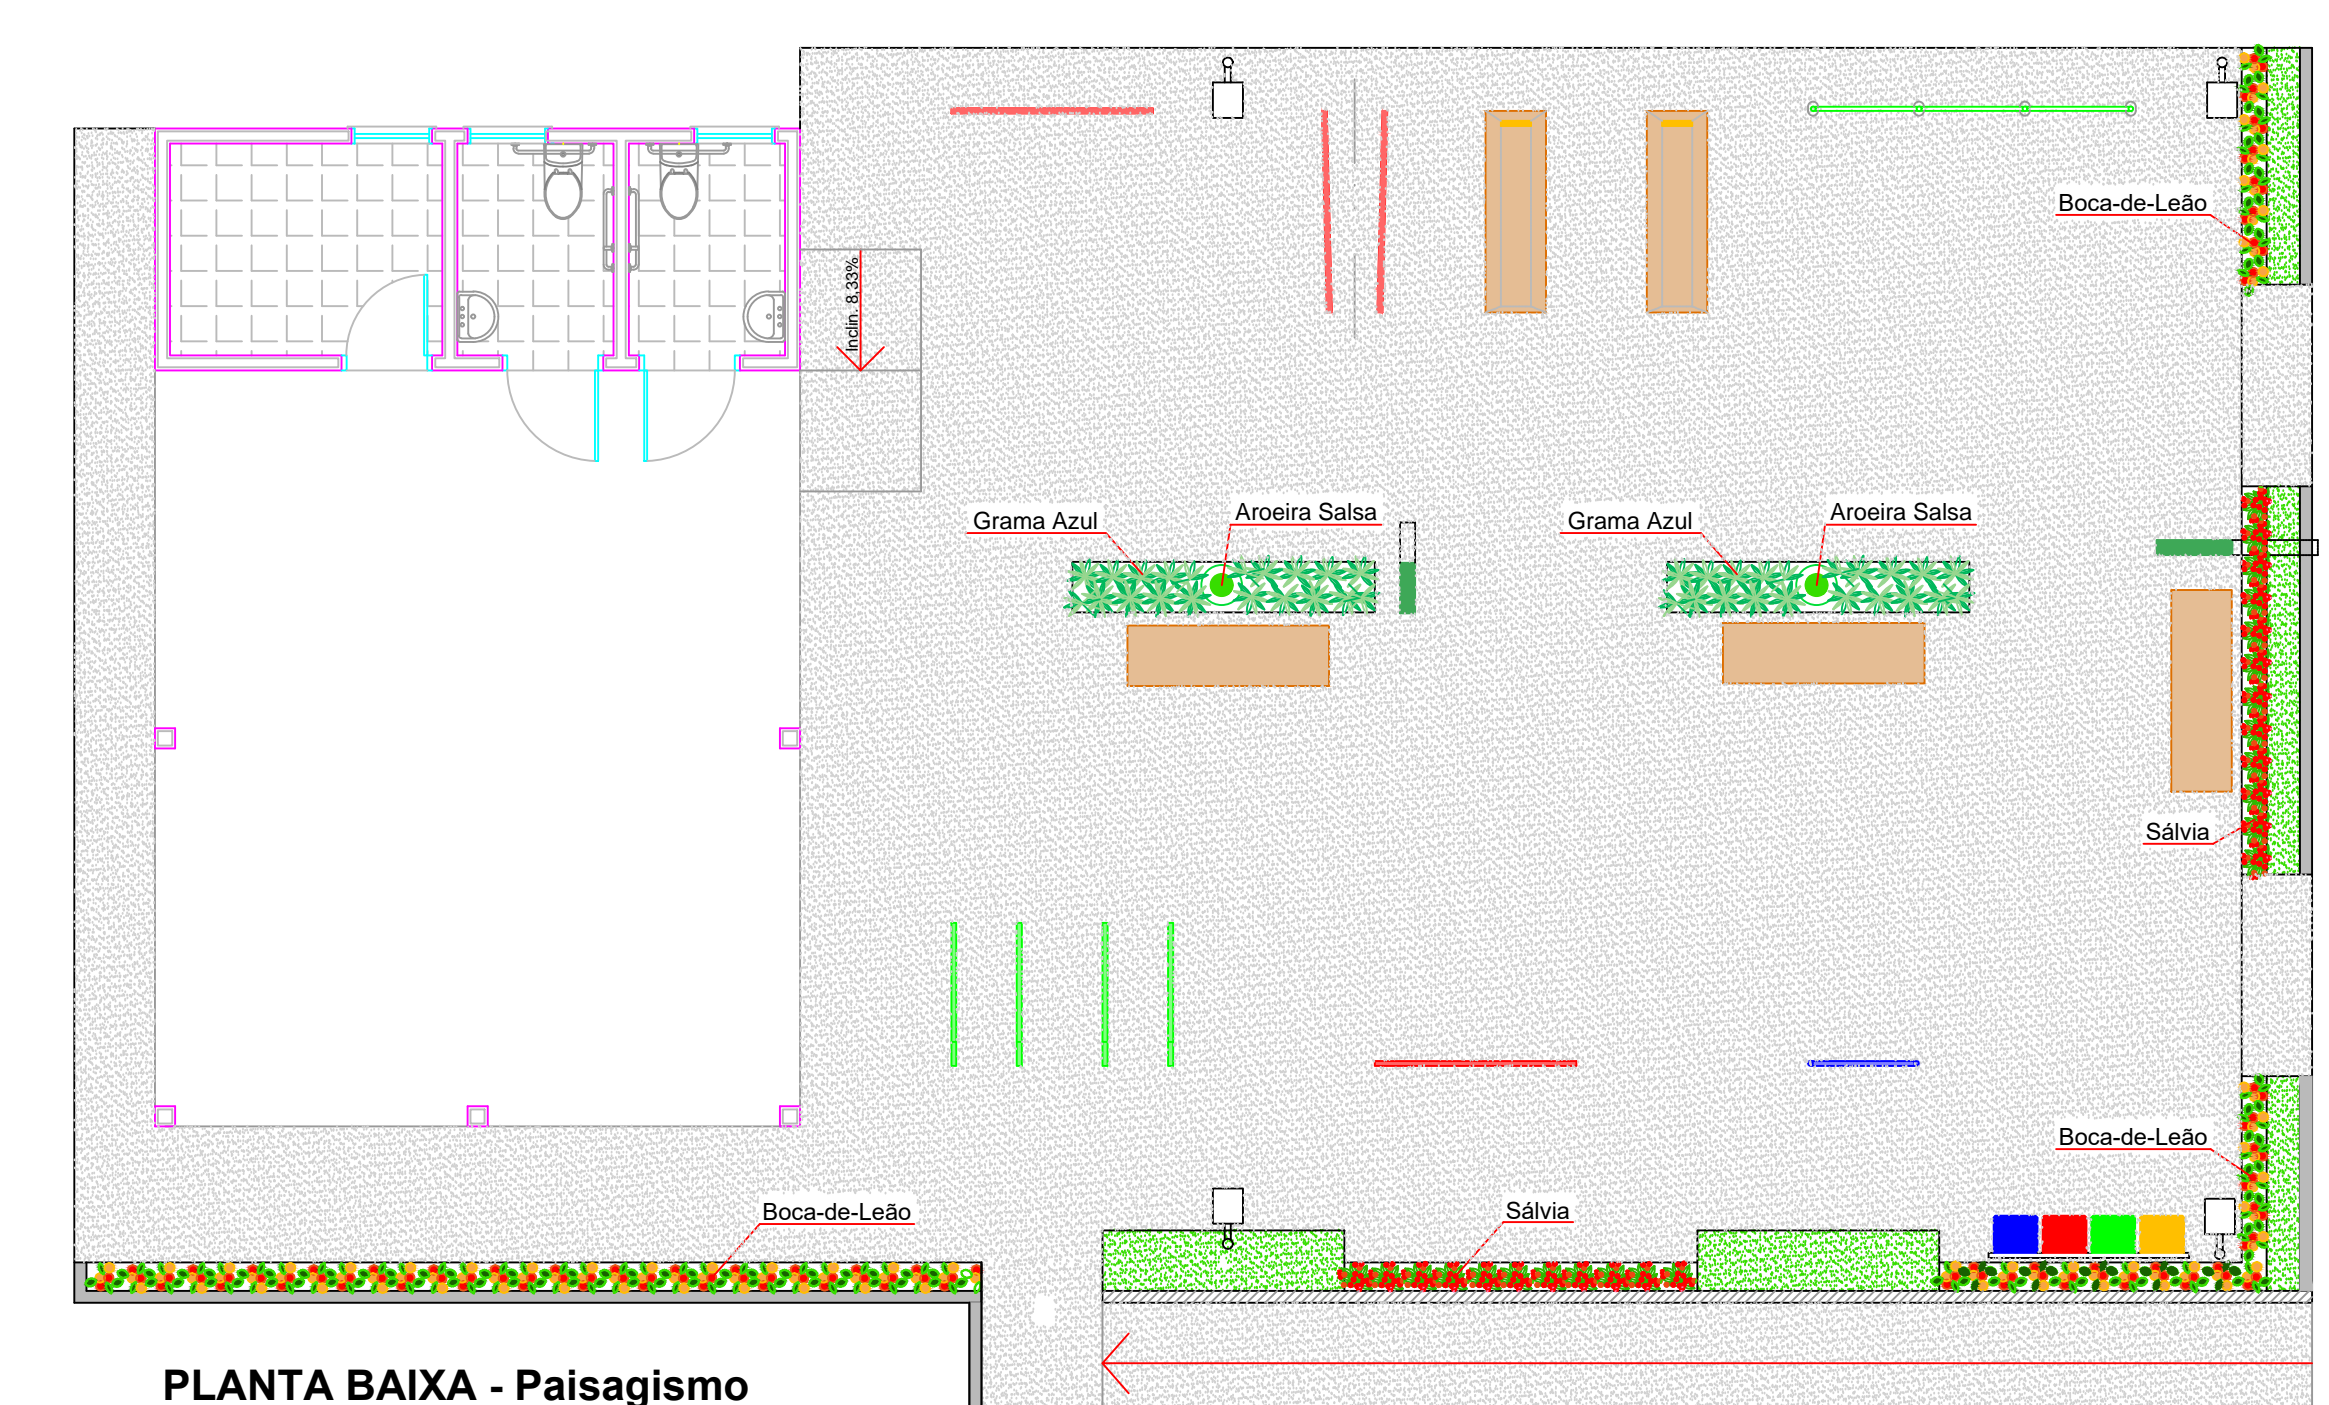 Boca-de-Leão
Inclin. 8,33%
Grama Azul
Aroeira Salsa
Grama Azul
Aroeira Salsa
Sálvia
Boca-de-Leão
Boca-de-Leão
Sálvia
PLANTA BAIXA - Paisagismo